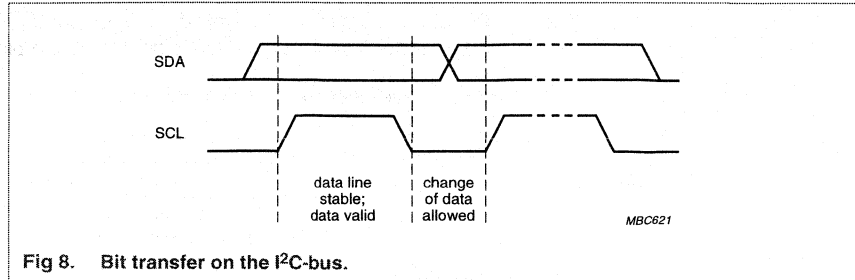 SDA
SCL
data line
stable;
data valid
change
of data
allowed
MBC621
Fig 8. Bit transfer on the I²C-bus.